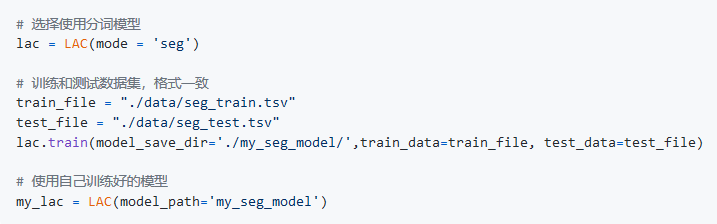 # 选择使用分词模型
lac = LAC(mode = 'seg')
# 训练和测试数据集，格式一致
train_file = "./data/seg_train.tsv"
test_file = "./data/seg_test.tsv"
lac.train(model_save_dir='./my_seg_model/',train_data=train_file, test_data=test_file)
# 使用自己训练好的模型
my_lac = LAC(model_path='my_seg_model')